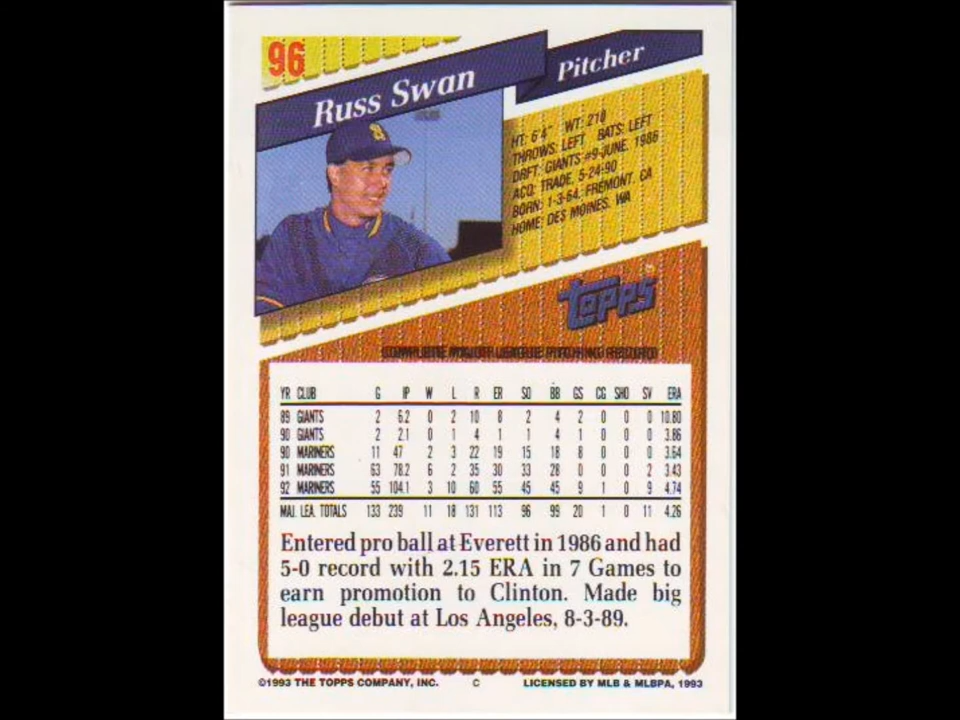 96
Russ Swan
Pitcher
HT: 6'4" WT: 210
THROWS: LEFT BATS: LEFT
DRFT: GIANTS #9-JUNE, 1986
ACQ: TRADE, 5-24-90
BORN: 1-3-64, FREMONT, CA
HOME: DES MOINES, WA
topps
COMPLETE MAJOR LEAGUE PITCHING RECORD
YR CLUB G IP W L R ER SO BB GS CG SHO SV ERA
89 GIANTS 2 6.2 0 2 10 8 2 4 2 0 0 0 10.80
90 GIANTS 2 2.1 0 1 4 1 1 4 1 0 0 0 3.86
90 MARINERS 11 47 2 3 22 19 15 18 8 0 0 0 3.64
91 MARINERS 63 78.2 6 2 35 30 33 28 0 0 0 2 3.43
92 MARINERS 55 104.1 3 10 60 55 45 45 9 1 0 9 4.74
MAJ. LEA. TOTALS 133 239 11 18 131 113 96 99 20 1 0 11 4.26
Entered pro ball at Everett in 1986 and had
5-0 record with 2.15 ERA in 7 Games to
earn promotion to Clinton. Made big
league debut at Los Angeles, 8-3-89.
©1993 THE TOPPS COMPANY, INC. C LICENSED BY MLB & MLBPA, 1993